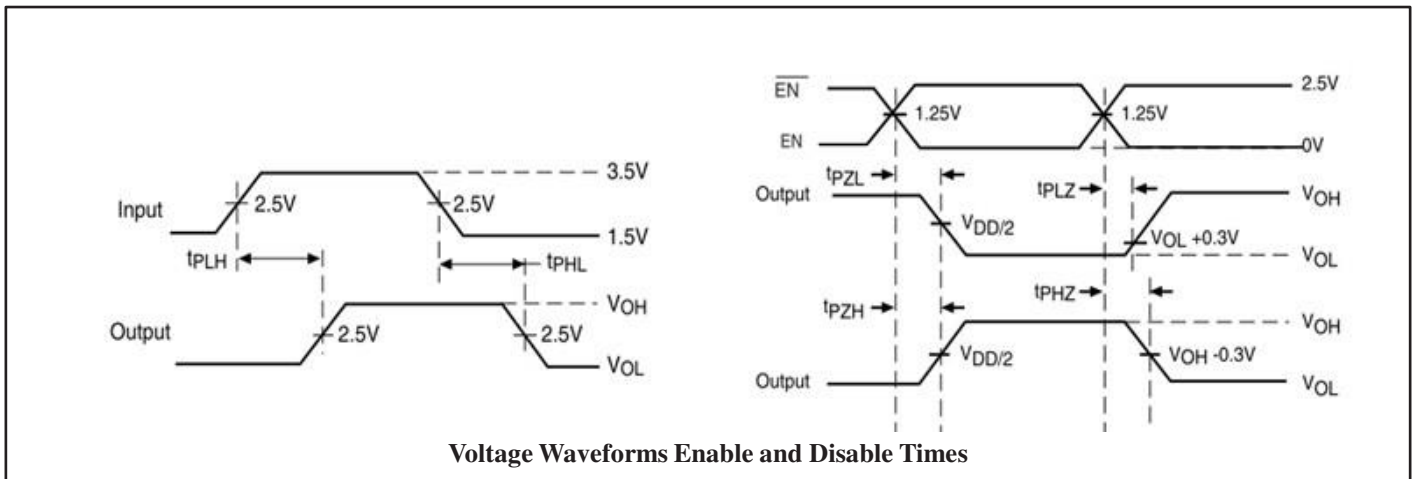 Input
2.5V
2.5V
3.5V
1.5V
tPLH
tPHL
Output
2.5V
2.5V
VOH
VOL
EN
EN
1.25V
1.25V
2.5V
0V
tPZL
tPLZ
Output
VDD/2
VOL +0.3V
VOH
VOL
tPZH
tPHZ
Output
VDD/2
VOH -0.3V
VOH
VOL
Voltage Waveforms Enable and Disable Times